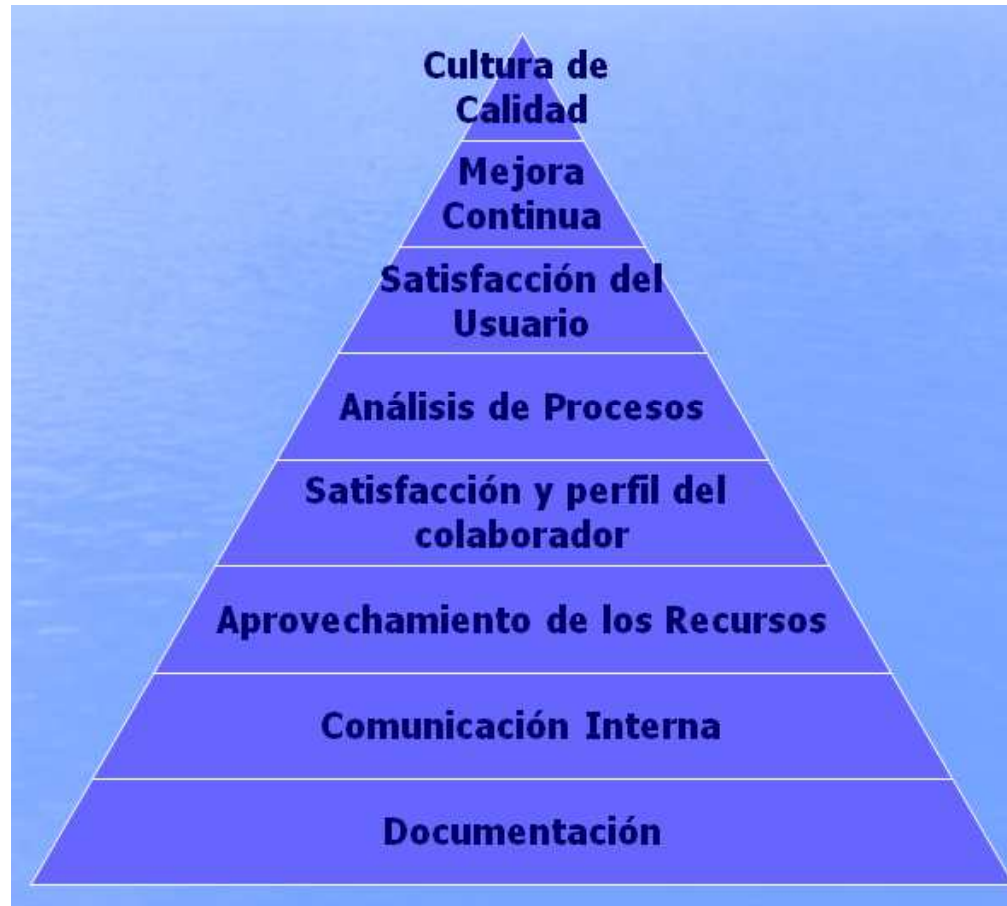 Cultura de
Calidad
Mejora
Continua
Satisfacción del
Usuario
Análisis de Procesos
Satisfacción y perfil del
colaborador
Aprovechamiento de los Recursos
Comunicación Interna
Documentación